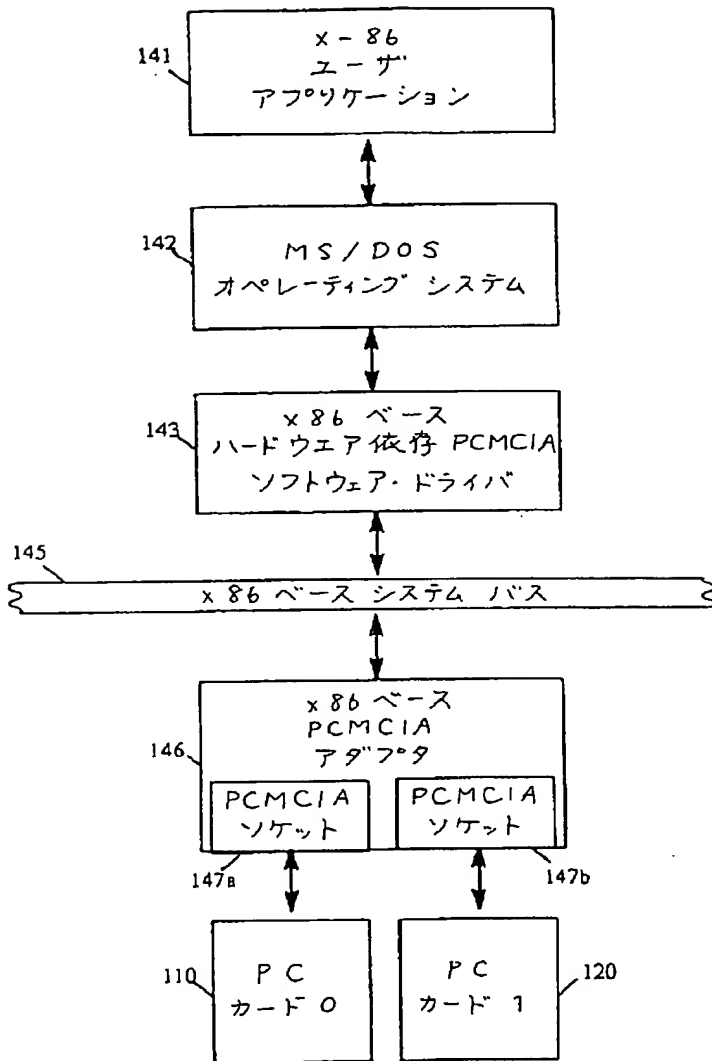 x-86
ユーザ
アプリケーション
141
MS/DOS
オペレーティング システム
142
x86 ベース
ハードウエア依存 PCMCIA
ソフトウェア・ドライバ
143
145
x86 ベース システム バス
x86 ベース
PCMCIA
アダプタ
146
PCMCIA
ソケット
147a
PCMCIA
ソケット
147b
110
PC
カード 0
PC
カード 1
120